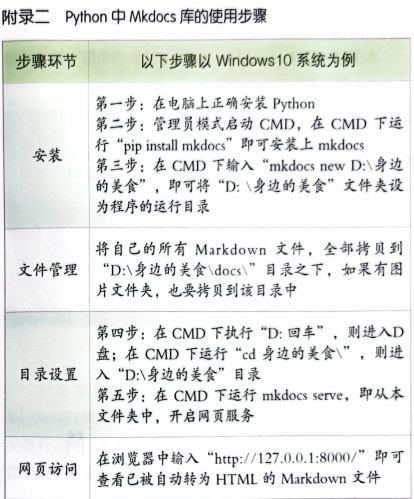 附录二 Python 中 Mkdocs 库的使用步骤
步骤环节
以下步骤以 Windows10 系统为例
安装
第一步：在电脑上正确安装 Python
第二步：管理员模式启动 CMD，在 CMD 下运
行“pip install mkdocs”即可安装上 mkdocs
第三步：在 CMD 下输入“mkdocs new D:\身边
的美食”，即可将“D: \身边的美食”文件夹设
为程序的运行目录
文件管理
将自己的所有 Markdown 文件，全部拷贝到
“D:\身边的美食\docs\”目录之下，如果有图
片文件夹，也要拷贝到该目录中
目录设置
第四步：在 CMD 下执行“D: 回车”，则进入D
盘；在 CMD 下运行“cd 身边的美食\”，则进
入“D:\身边的美食”目录
第五步：在 CMD 下运行 mkdocs serve，即从本
文件夹中，开启网页服务
网页访问
在浏览器中输入“http://127.0.0.1:8000/”即可
查看已被自动转为 HTML 的 Markdown 文件